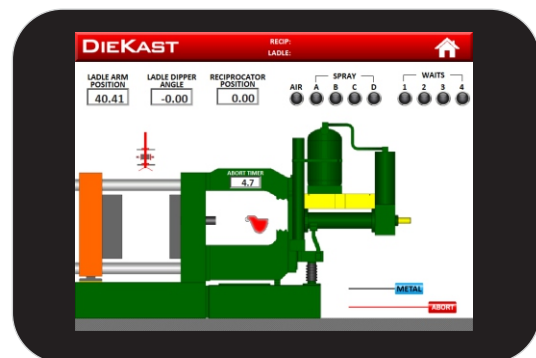 DIEKAST
RECIP:
LADLE:
LADLE ARM POSITION
40.41
LADLE DIPPER ANGLE
-0.00
RECIPROCATOR POSITION
0.00
AIR
SPRAY
A B C D
WAITS
1 2 3 4
ABORT TIMER
4.7
METAL
ABORT